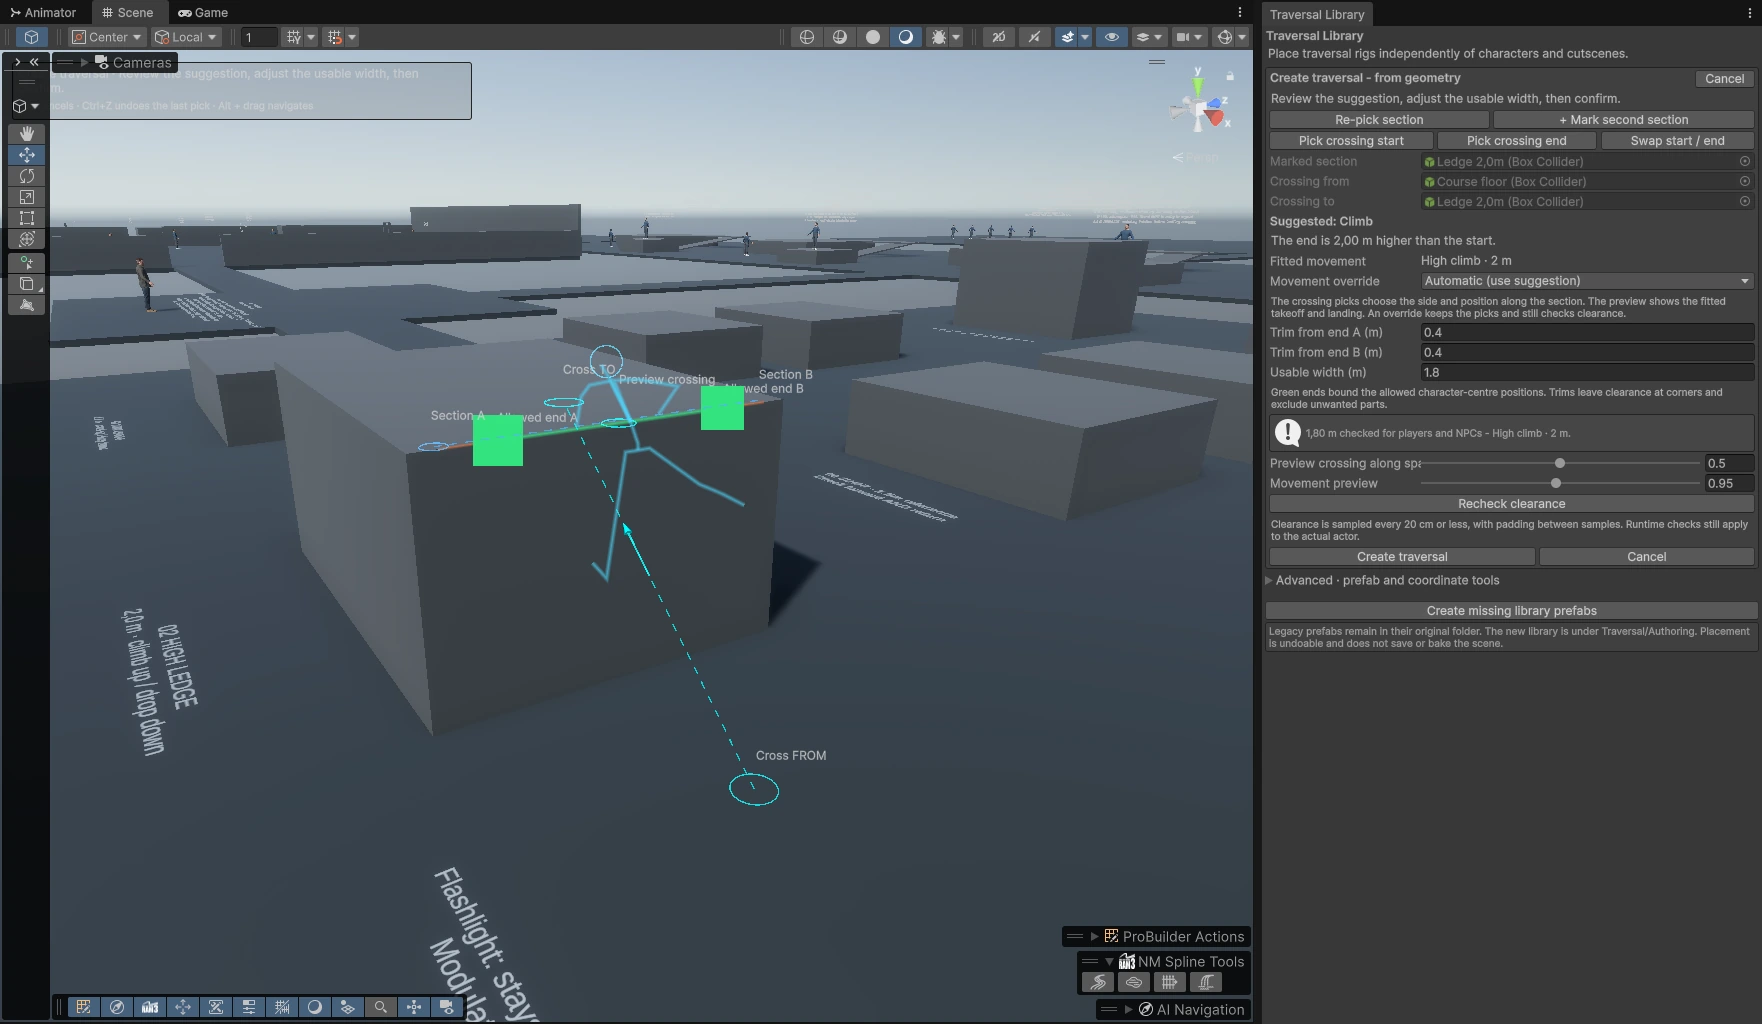 Animator
Scene
Game
Center
Local
1
2D
Cameras
traversal - Review the suggestion, adjust the usable width, then
Ctrl+Z undoes the last pick · Alt + drag navigates
y
z
x
Cross TO
Preview crossing
Section B
Allowed end B
Section A
Allowed end A
Cross FROM
02 HIGH LEDGE
2,0 m · climb up / drop down
Flashlight: stays
Modula
ProBuilder Actions
NM Spline Tools
AI Navigation
Traversal Library
Traversal Library
Place traversal rigs independently of characters and cutscenes.
Create traversal - from geometry
Cancel
Review the suggestion, adjust the usable width, then confirm.
Re-pick section
+ Mark second section
Pick crossing start
Pick crossing end
Swap start / end
Marked section
Ledge 2,0m (Box Collider)
Crossing from
Course floor (Box Collider)
Crossing to
Ledge 2,0m (Box Collider)
Suggested: Climb
The end is 2,00 m higher than the start.
Fitted movement
High climb · 2 m
Movement override
Automatic (use suggestion)
The crossing picks choose the side and position along the section. The preview shows the fitted
takeoff and landing. An override keeps the picks and still checks clearance.
Trim from end A (m)
0.4
Trim from end B (m)
0.4
Usable width (m)
1.8
Green ends bound the allowed character-centre positions. Trims leave clearance at corners and
exclude unwanted parts.
1,80 m checked for players and NPCs - High climb · 2 m.
Preview crossing along spa
0.5
Movement preview
0.95
Recheck clearance
Clearance is sampled every 20 cm or less, with padding between samples. Runtime checks still apply
to the actual actor.
Create traversal
Cancel
Advanced · prefab and coordinate tools
Create missing library prefabs
Legacy prefabs remain in their original folder. The new library is under Traversal/Authoring. Placement
is undoable and does not save or bake the scene.